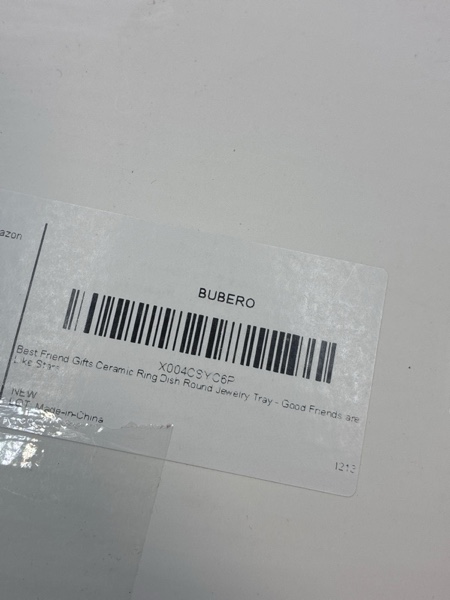 azon
BUBERO
Best Friend Gifts Ceramic Ring Dish Round Jewelry Tray - Good Friends are
Like Stars
NEW
Made-in-China
1213